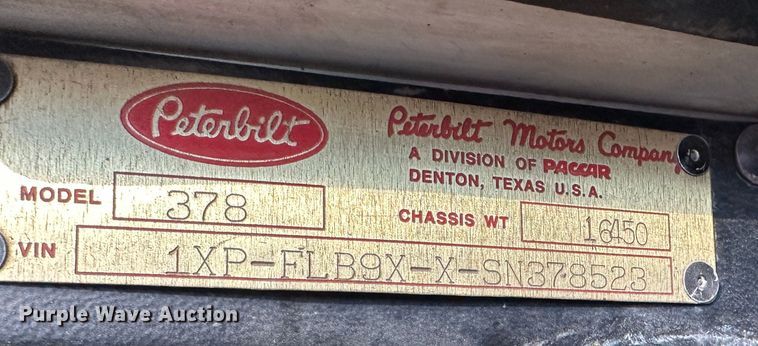 Peterbilt
Peterbilt Motors Company
A DIVISION OF PACCAR
DENTON, TEXAS U.S.A.
MODEL 378
CHASSIS WT 16450
VIN 1XP-FLB9X-X-SN378523
Purple Wave Auction